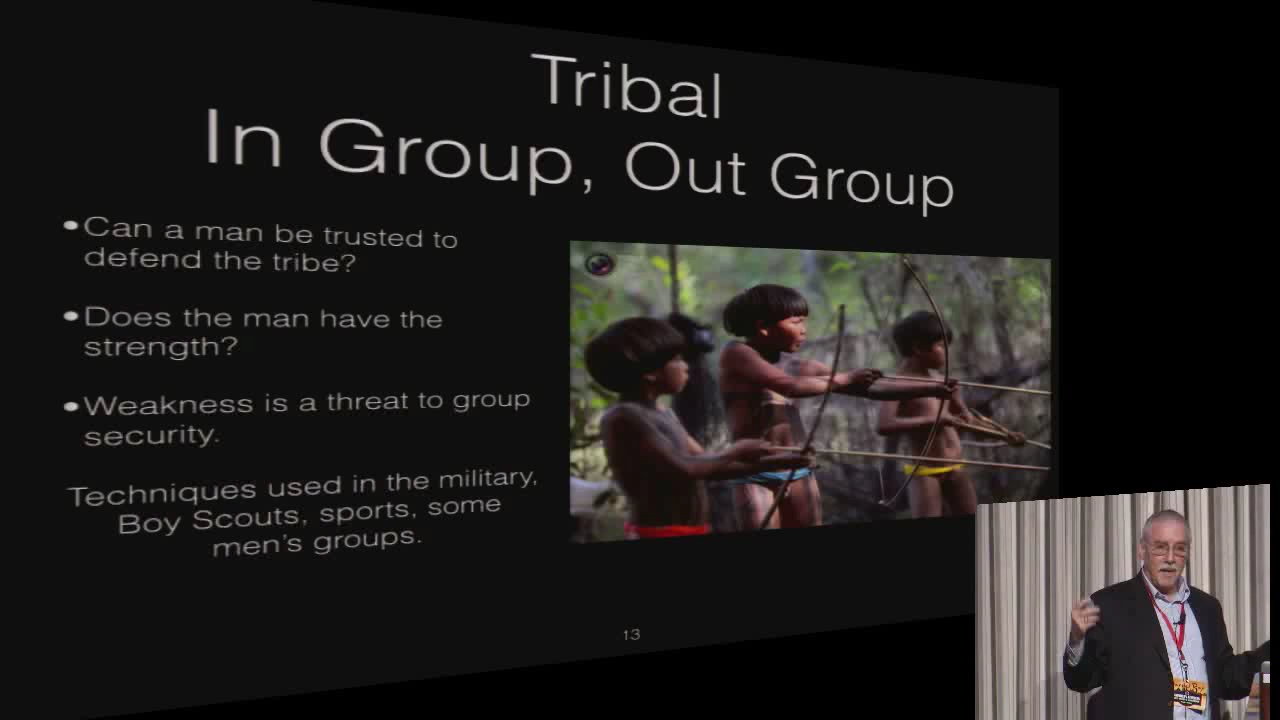 Tribal
In Group, Out Group
•Can a man be trusted to
defend the tribe?
•Does the man have the
strength?
•Weakness is a threat to group
security.
Techniques used in the military,
Boy Scouts, sports, some
men's groups.
13